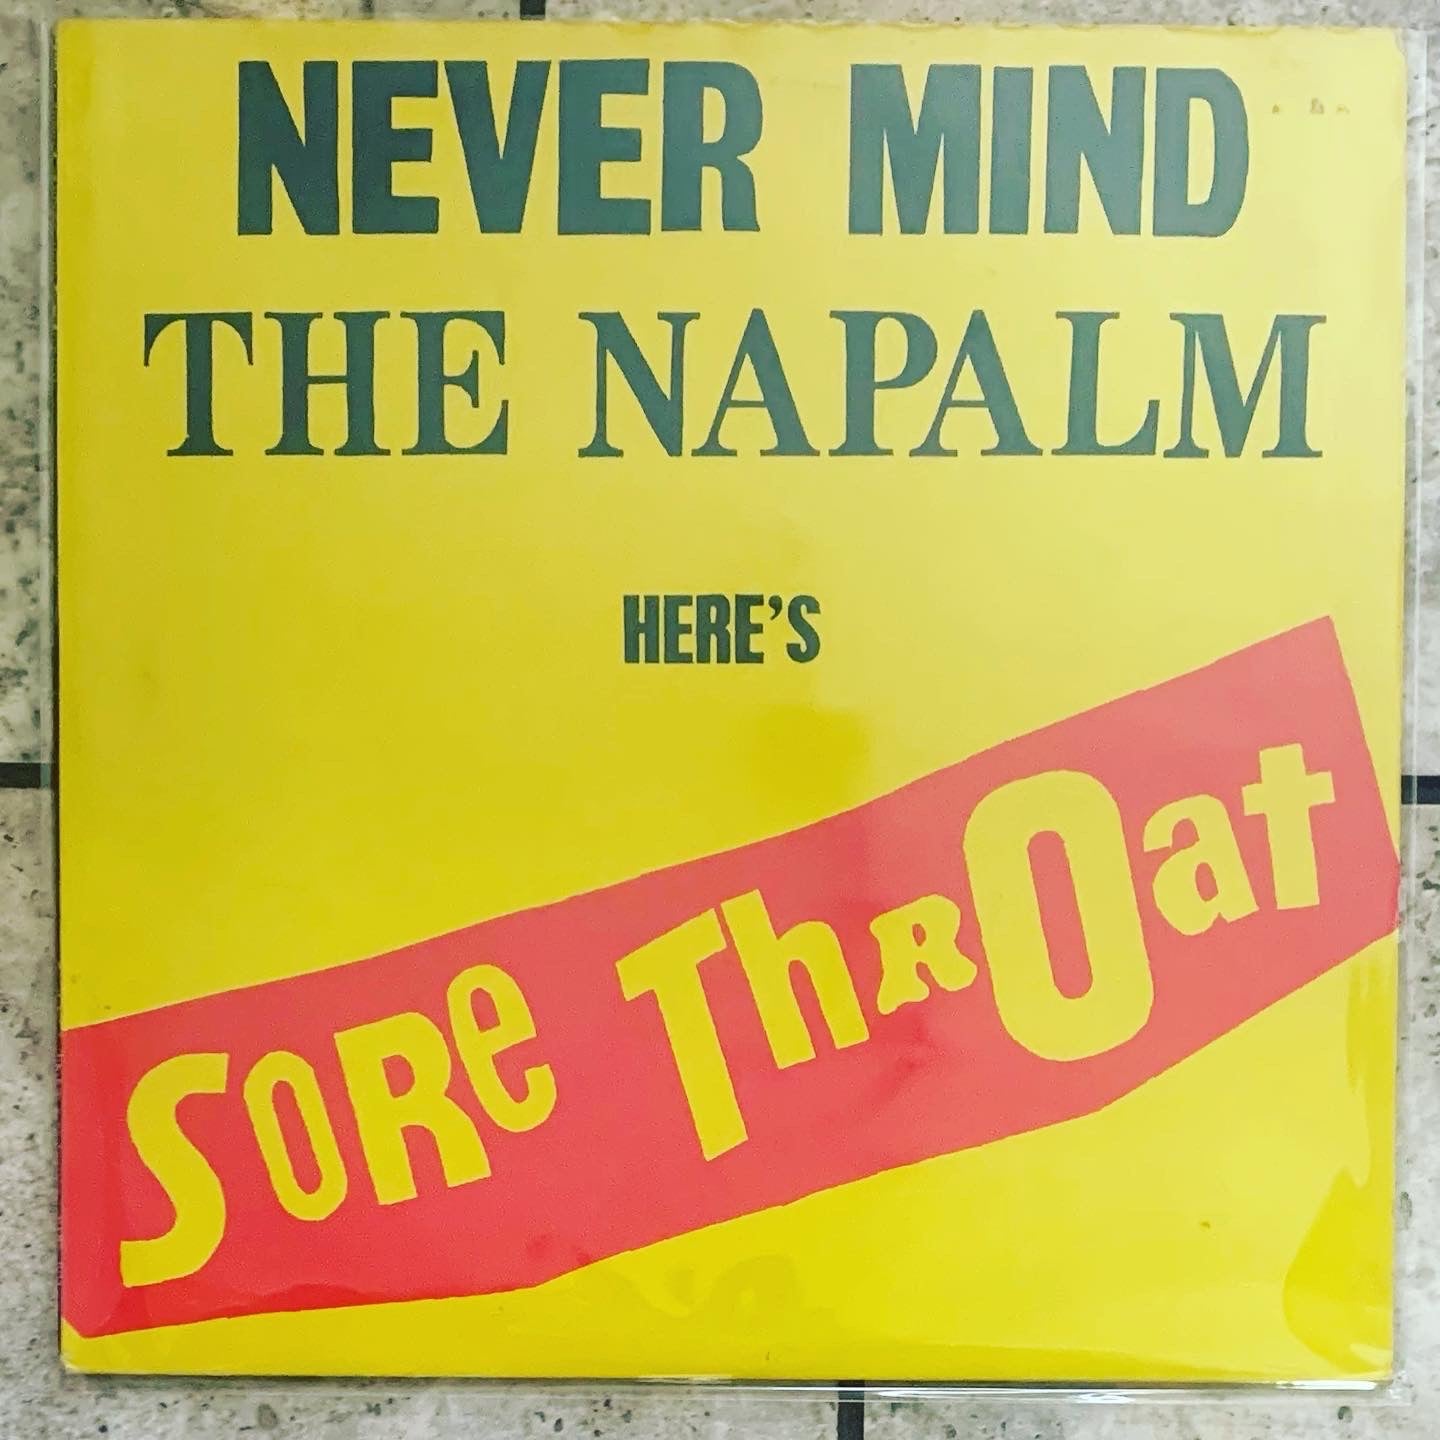 NEVER MIND
THE NAPALM
HERE'S
SORe ThROat